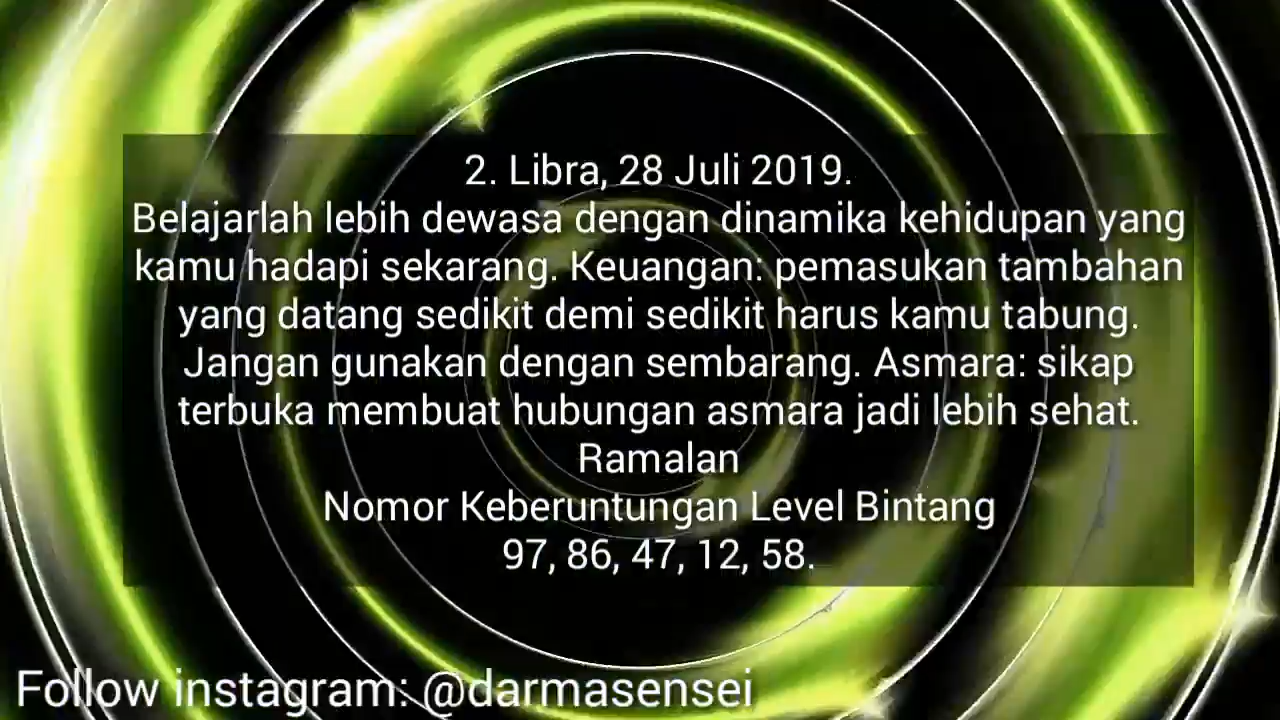 2. Libra, 28 Juli 2019.
Belajarlah lebih dewasa dengan dinamika kehidupan yang
kamu hadapi sekarang. Keuangan: pemasukan tambahan
yang datang sedikit demi sedikit harus kamu tabung.
Jangan gunakan dengan sembarang. Asmara: sikap
terbuka membuat hubungan asmara jadi lebih sehat.
Ramalan
Nomor Keberuntungan Level Bintang
97, 86, 47, 12, 58.
Follow instagram: @darmasensei